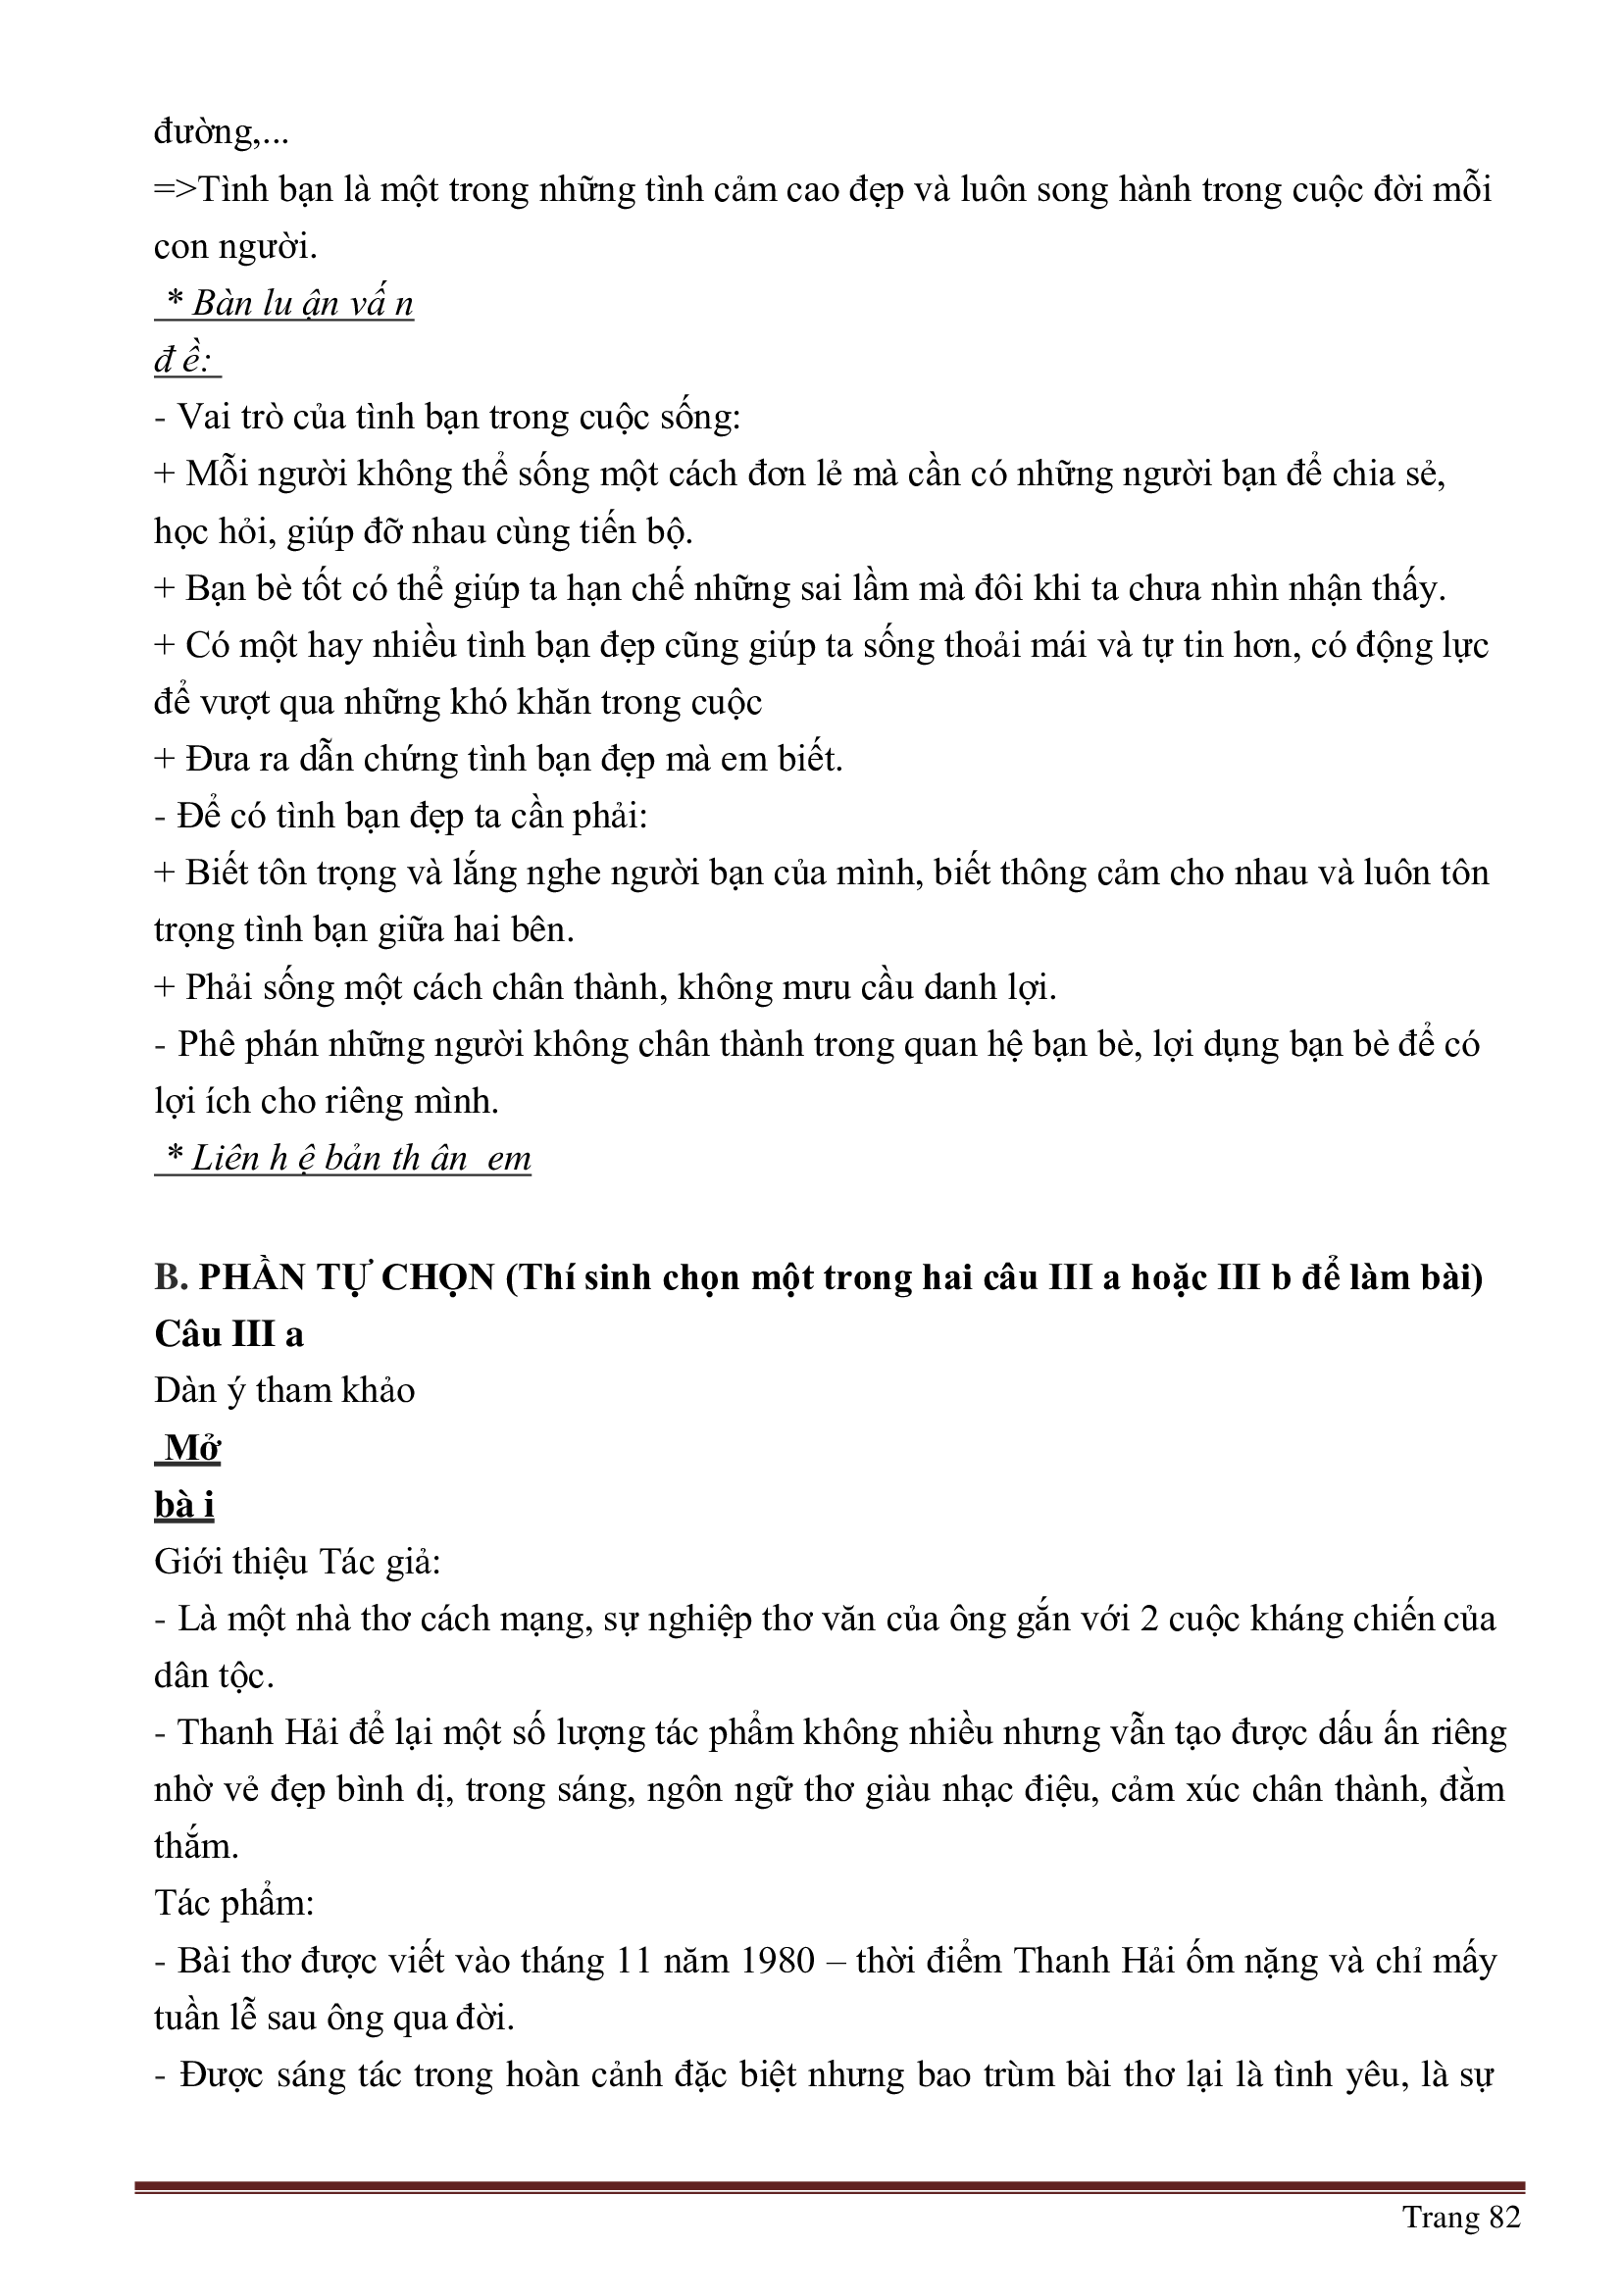 đường,...
=>Tình bạn là một trong những tình cảm cao đẹp và luôn song hành trong cuộc đời mỗi
con người.
* Bàn lu ận vấ n
đ ề:
- Vai trò của tình bạn trong cuộc sống:
+ Mỗi người không thể sống một cách đơn lẻ mà cần có những người bạn để chia sẻ,
học hỏi, giúp đỡ nhau cùng tiến bộ.
+ Bạn bè tốt có thể giúp ta hạn chế những sai lầm mà đôi khi ta chưa nhìn nhận thấy.
+ Có một hay nhiều tình bạn đẹp cũng giúp ta sống thoải mái và tự tin hơn, có động lực
để vượt qua những khó khăn trong cuộc
+ Đưa ra dẫn chứng tình bạn đẹp mà em biết.
- Để có tình bạn đẹp ta cần phải:
+ Biết tôn trọng và lắng nghe người bạn của mình, biết thông cảm cho nhau và luôn tôn
trọng tình bạn giữa hai bên.
+ Phải sống một cách chân thành, không mưu cầu danh lợi.
- Phê phán những người không chân thành trong quan hệ bạn bè, lợi dụng bạn bè để có
lợi ích cho riêng mình.
* Liên h ệ bản th ân  em
B. PHẦN TỰ CHỌN (Thí sinh chọn một trong hai câu III a hoặc III b để làm bài)
Câu III a
Dàn ý tham khảo
Mở
bà i
Giới thiệu Tác giả:
- Là một nhà thơ cách mạng, sự nghiệp thơ văn của ông gắn với 2 cuộc kháng chiến của
dân tộc.
- Thanh Hải để lại một số lượng tác phẩm không nhiều nhưng vẫn tạo được dấu ấn riêng
nhờ vẻ đẹp bình dị, trong sáng, ngôn ngữ thơ giàu nhạc điệu, cảm xúc chân thành, đằm
thắm.
Tác phẩm:
- Bài thơ được viết vào tháng 11 năm 1980 – thời điểm Thanh Hải ốm nặng và chỉ mấy
tuần lễ sau ông qua đời.
- Được sáng tác trong hoàn cảnh đặc biệt nhưng bao trùm bài thơ lại là tình yêu, là sự
Trang 82